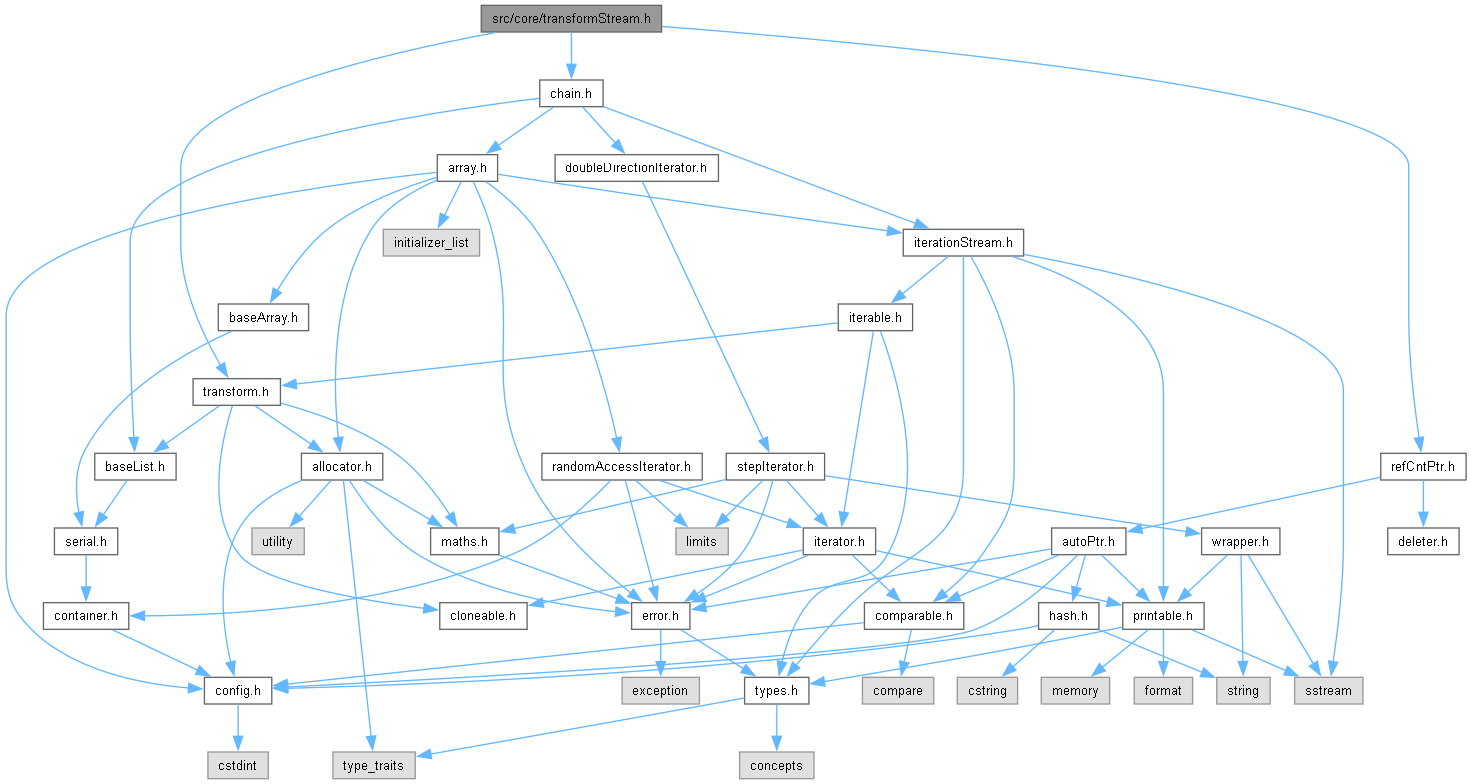 src/core/transformStream.h
chain.h
array.h
doubleDirectionIterator.h
initializer_list
iterationStream.h
baseArray.h
iterable.h
transform.h
baseList.h
allocator.h
randomAccessIterator.h
stepIterator.h
refCntPtr.h
serial.h
utility
maths.h
limits
iterator.h
autoPtr.h
wrapper.h
deleter.h
container.h
cloneable.h
error.h
comparable.h
hash.h
printable.h
config.h
exception
types.h
compare
cstring
memory
format
string
sstream
cstdint
type_traits
concepts